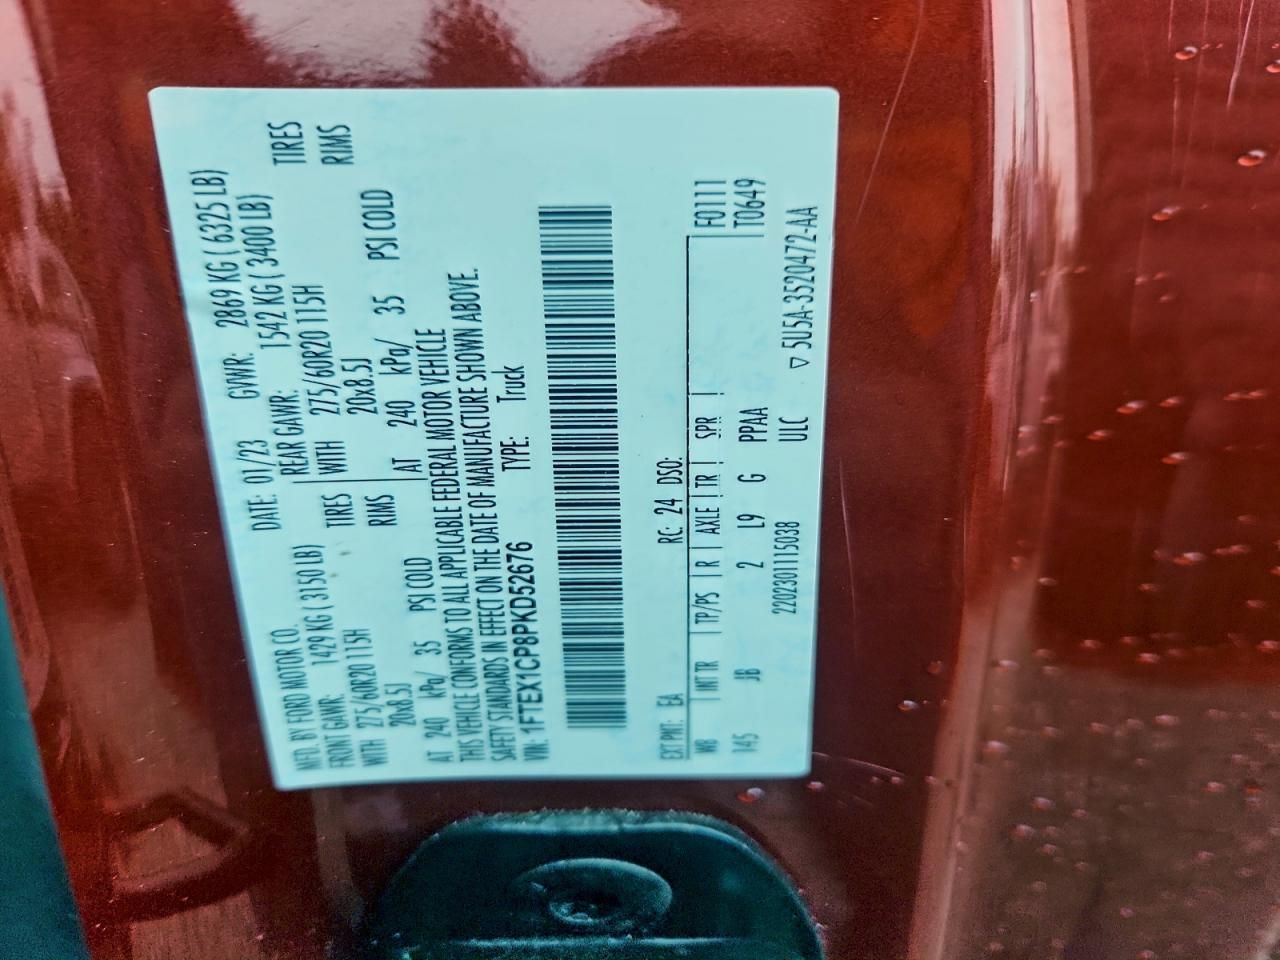 MFD. BY FORD MOTOR CO.
DATE: 01/23 GVWR: 2869 KG ( 6325 LB)
FRONT GAWR: 1429 KG ( 3150 LB) REAR GAWR: 1542 KG ( 3400 LB)
WITH 275/60R20 115H TIRES WITH 275/60R20 115H TIRES
20x8.5J RIMS 20x8.5J RIMS
AT 240 kPa/ 35 PSI COLD AT 240 kPa/ 35 PSI COLD
THIS VEHICLE CONFORMS TO ALL APPLICABLE FEDERAL MOTOR VEHICLE
SAFETY STANDARDS IN EFFECT ON THE DATE OF MANUFACTURE SHOWN ABOVE.
VIN: 1FTEX1CP8PKD52676 TYPE: Truck
EXT PNT: EA RC: 24 DSO:
WB INT TR TP/PS R AXLE TR SPR F0111
145 JB 2 L9 G PPAA T0649
2202301115038 ULC ▽ 5U5A-3520472-AA